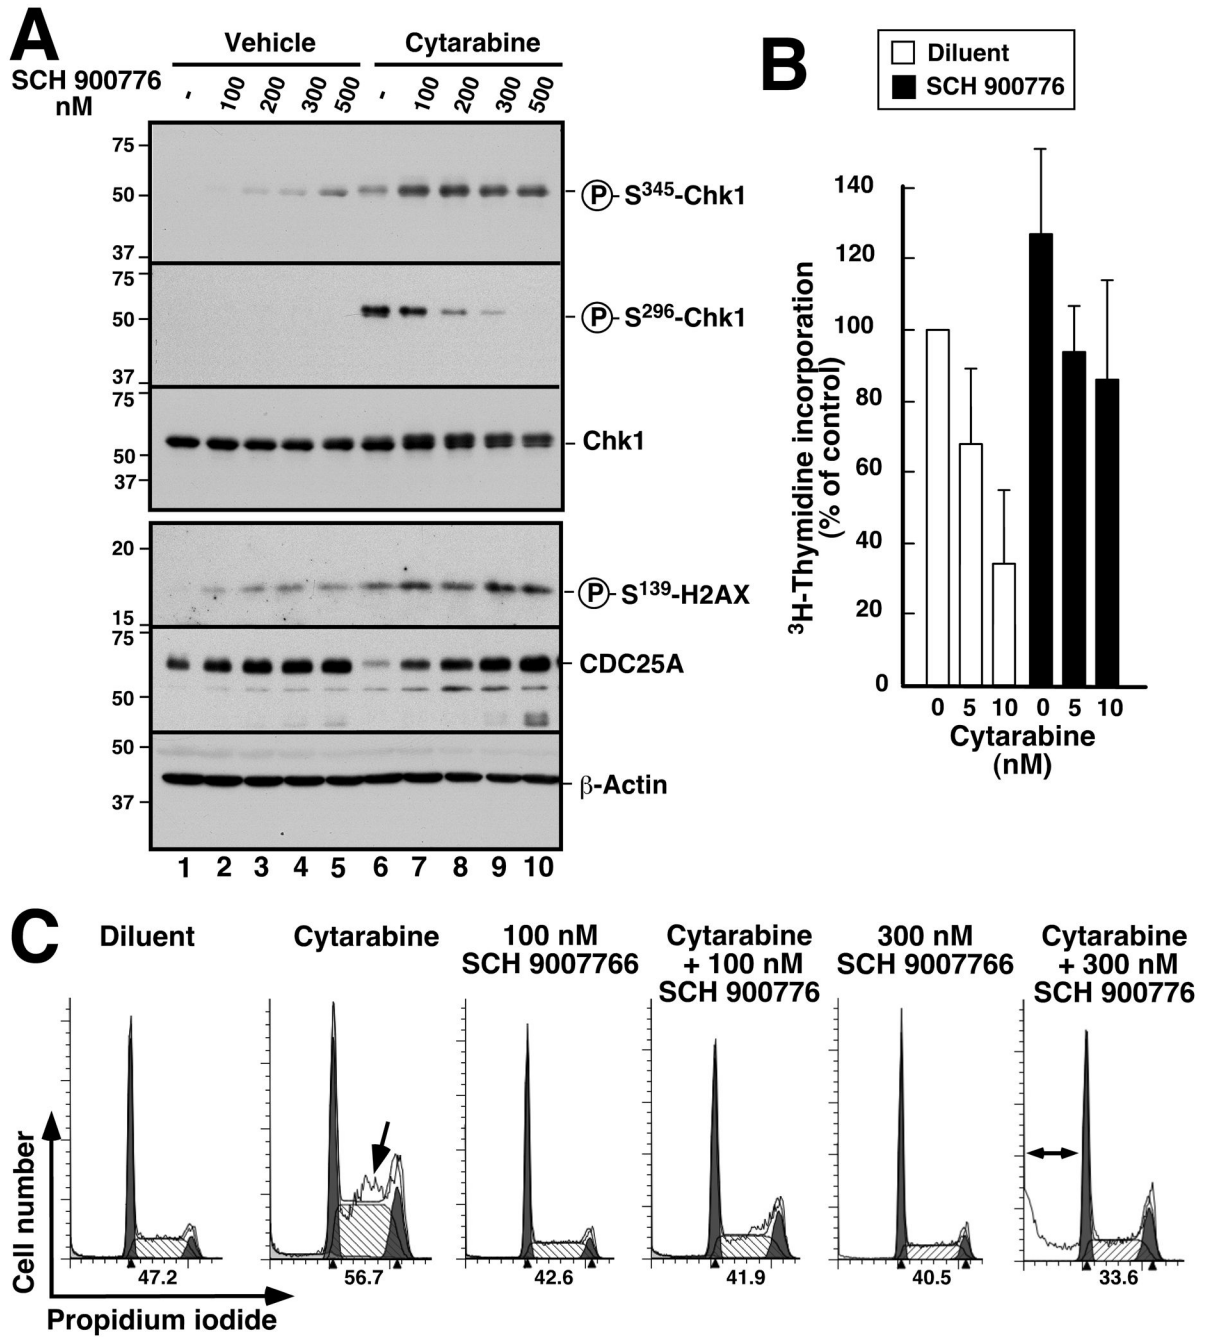 A
Vehicle Cytarabine
SCH 900776
nM
- 100 200 300 500 - 100 200 300 500
75
50
37
Ⓟ- S³⁴⁵-Chk1
75
50
37
Ⓟ- S²⁹⁶-Chk1
75
50
37
Chk1
20
15
Ⓟ- S¹³⁹-H2AX
75
50
CDC25A
50
37
β-Actin
1 2 3 4 5 6 7 8 9 10
B
Diluent
SCH 900776
³H-Thymidine incorporation
(% of control)
140
120
100
80
60
40
20
0
0 5 10 0 5 10
Cytarabine
(nM)
C
Diluent
Cytarabine
100 nM
SCH 9007766
Cytarabine
+ 100 nM
SCH 900776
300 nM
SCH 9007766
Cytarabine
+ 300 nM
SCH 900776
Cell number
47.2 56.7 42.6 41.9 40.5 33.6
Propidium iodide